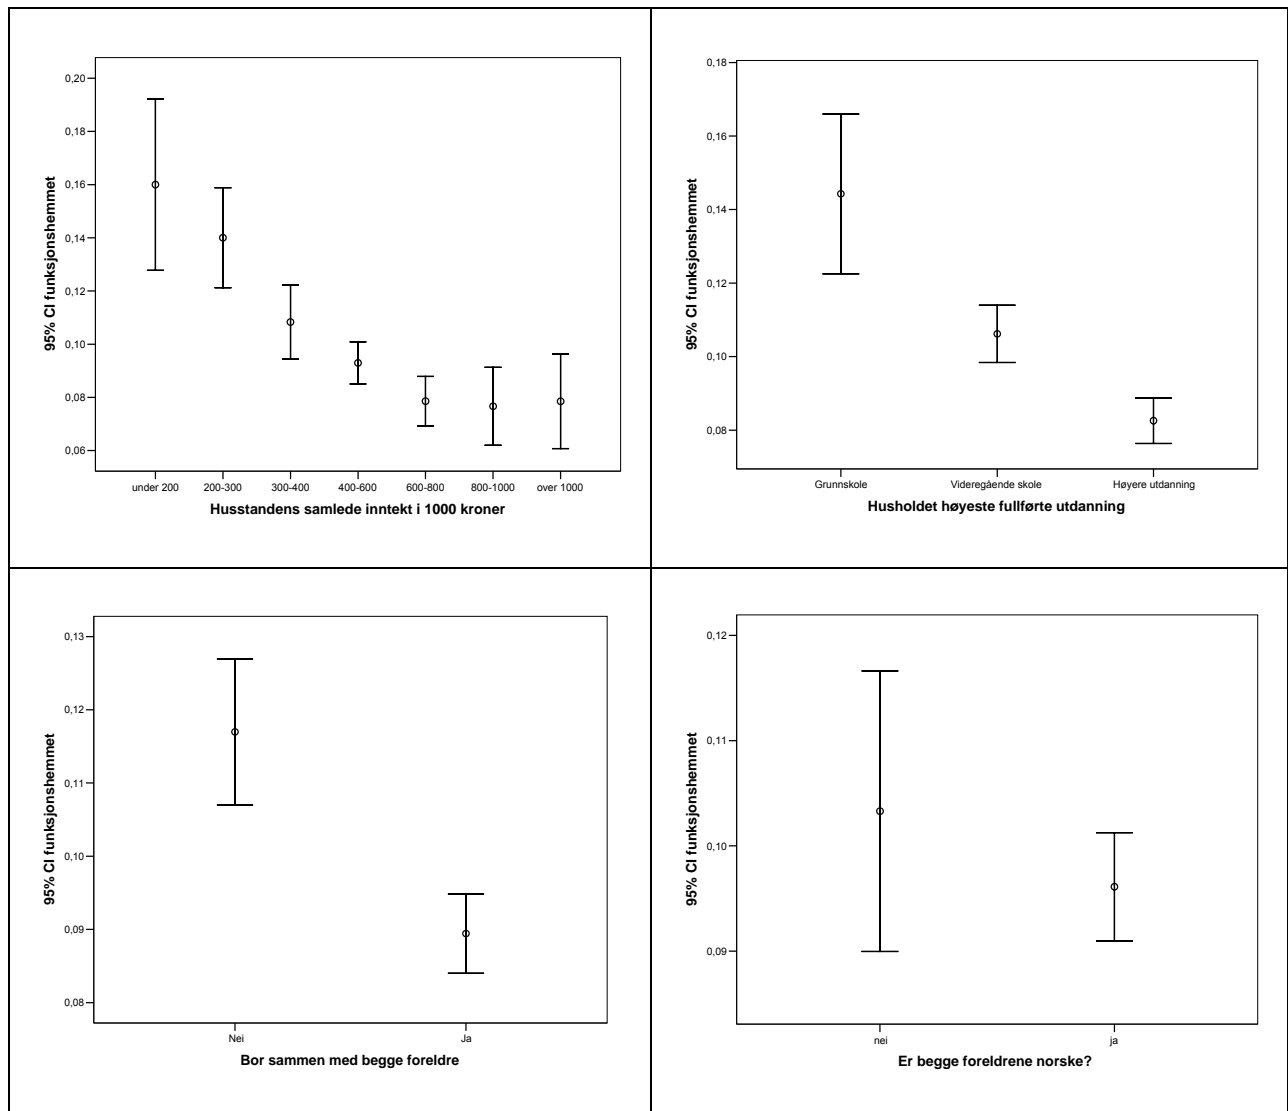 95% CI funksjonshemmet
0,20
0,18
0,16
0,14
0,12
0,10
0,08
0,06
under 200 200-300 300-400 400-600 600-800 800-1000 over 1000
Husstandens samlede inntekt i 1000 kroner
95% CI funksjonshemmet
0,18
0,16
0,14
0,12
0,10
0,08
Grunnskole Videregående skole Høyere utdanning
Husholdet høyeste fullførte utdanning
95% CI funksjonshemmet
0,13
0,12
0,11
0,10
0,09
0,08
Nei Ja
Bor sammen med begge foreldre
95% CI funksjonshemmet
0,12
0,11
0,10
0,09
nei ja
Er begge foreldrene norske?